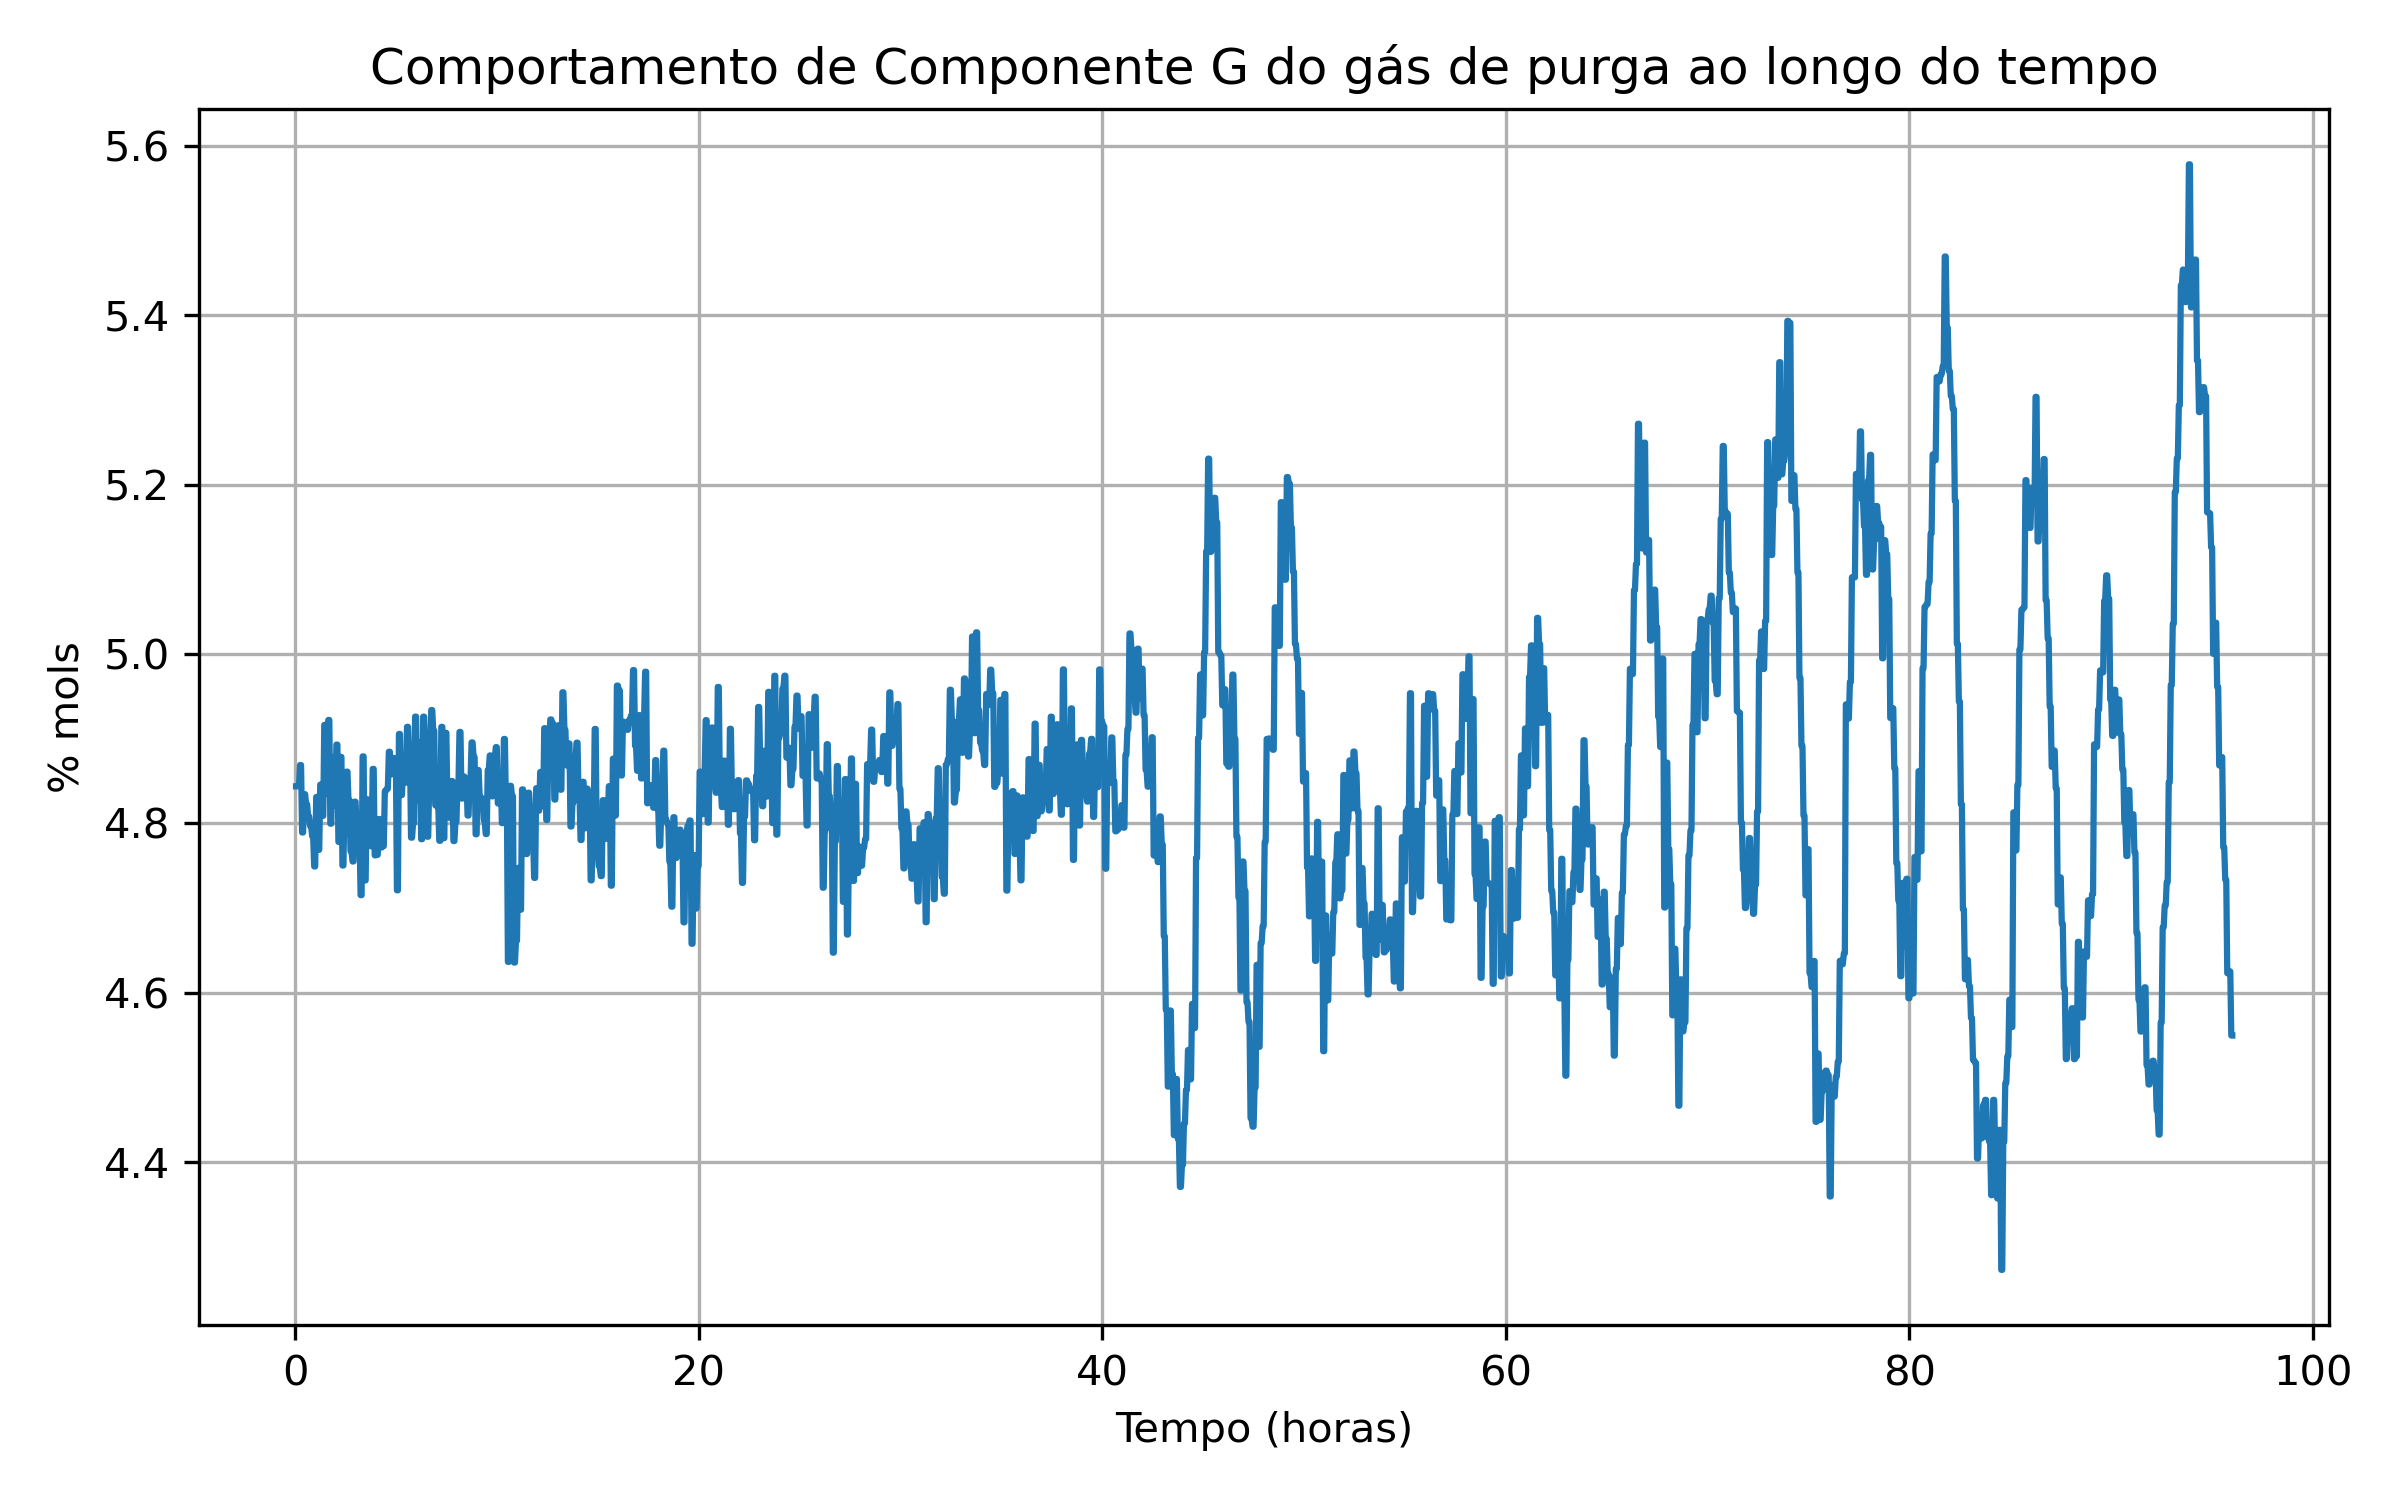 Comportamento de Componente G do gás de purga ao longo do tempo
5.6
5.4
5.2
5.0
4.8
4.6
4.4
% mols
0 20 40 60 80 100
Tempo (horas)